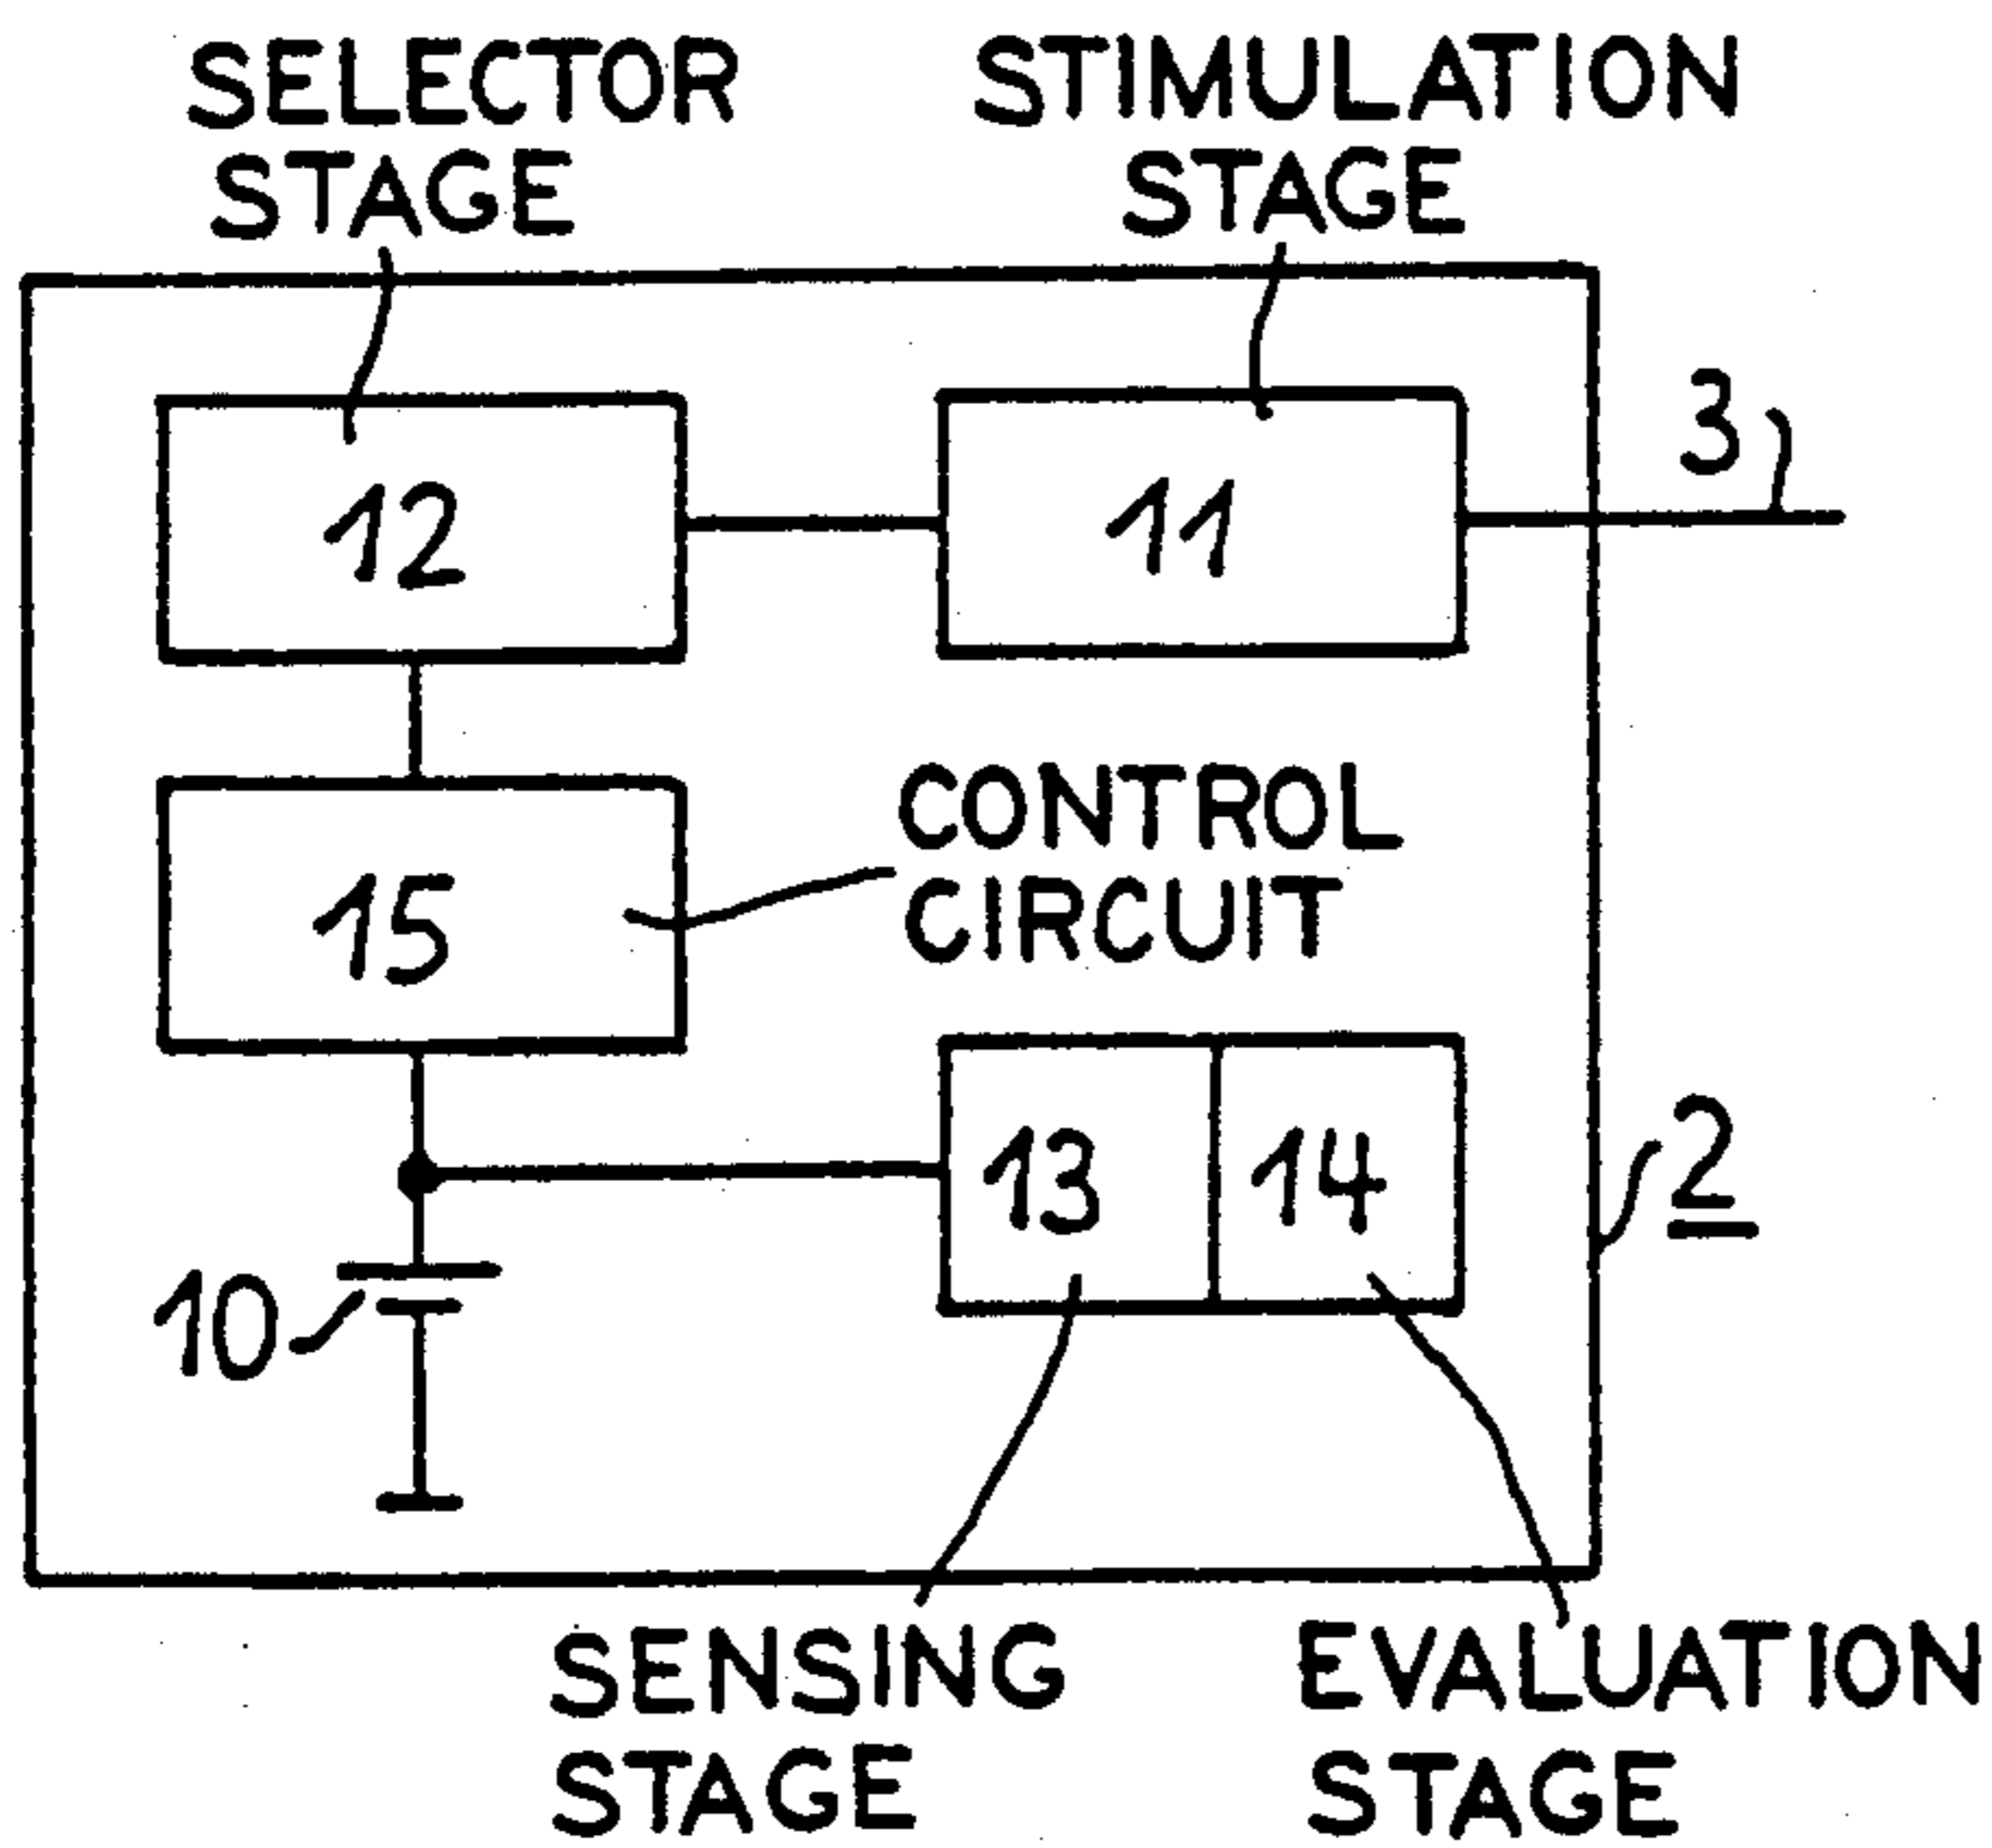 SELECTOR
STAGE
STIMULATION
STAGE
3
12
11
CONTROL
CIRCUIT
15
13
14
2
10
SENSING
STAGE
EVALUATION
STAGE